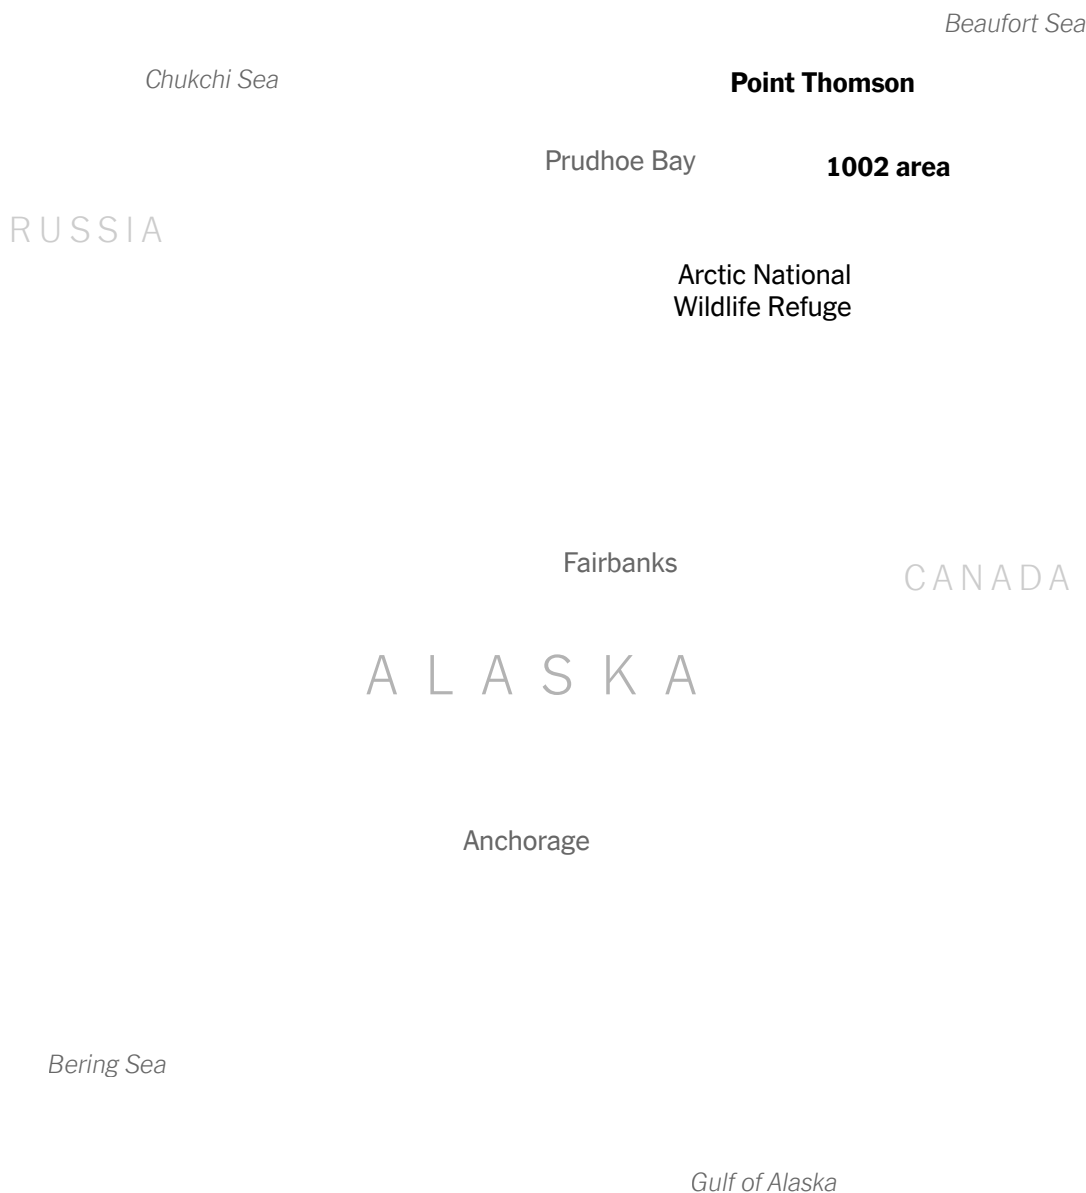 Beaufort Sea
Chukchi Sea
Point Thomson
Prudhoe Bay
1002 area
RUSSIA
Arctic National
Wildlife Refuge
Fairbanks
CANADA
ALASKA
Anchorage
Bering Sea
Gulf of Alaska